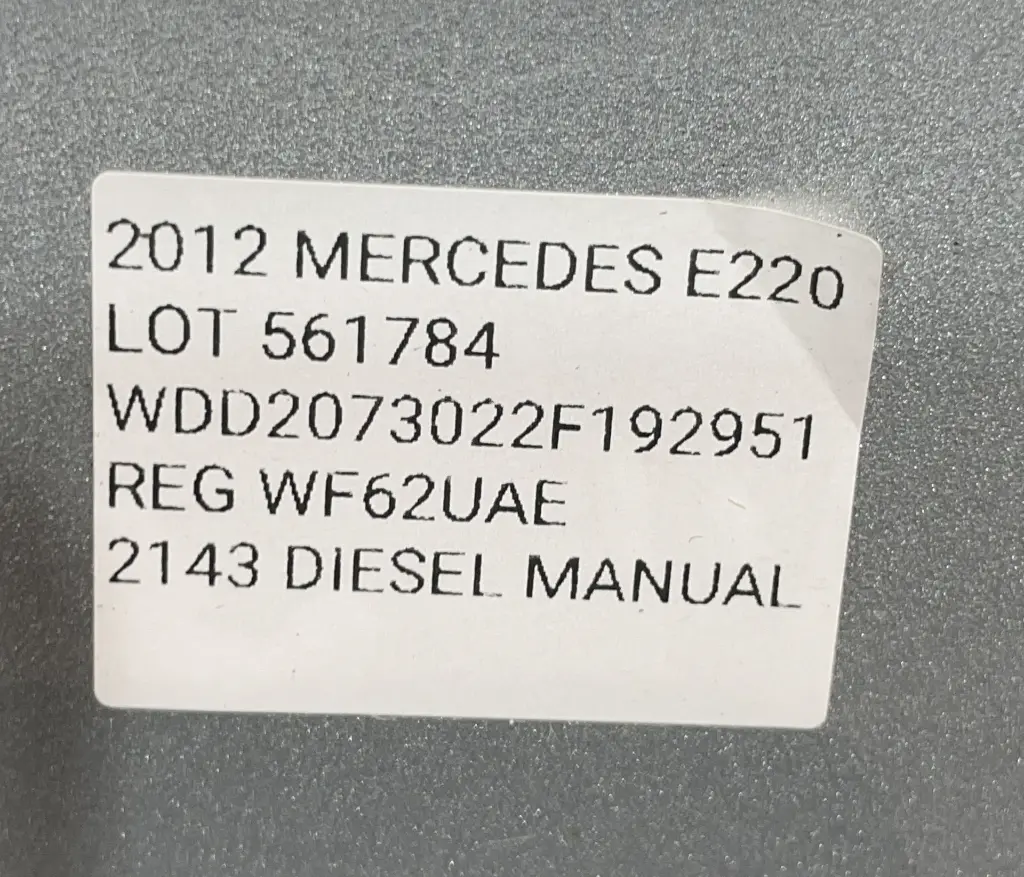 2012 MERCEDES E220
LOT 561784
WDD2073022F192951
REG WF62UAE
2143 DIESEL MANUAL